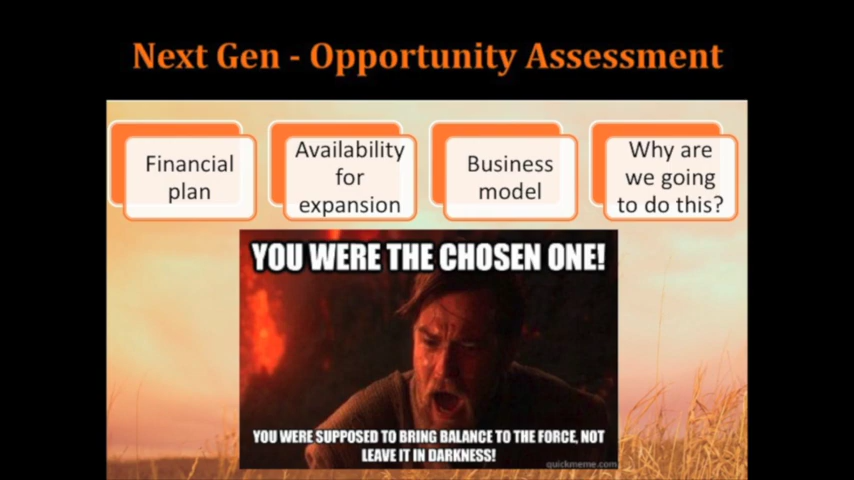 Next Gen - Opportunity Assessment
Financial
plan
Availability
for
expansion
Business
model
Why are
we going
to do this?
YOU WERE THE CHOSEN ONE!
YOU WERE SUPPOSED TO BRING BALANCE TO THE FORCE, NOT
LEAVE IT IN DARKNESS!
quickmeme.com